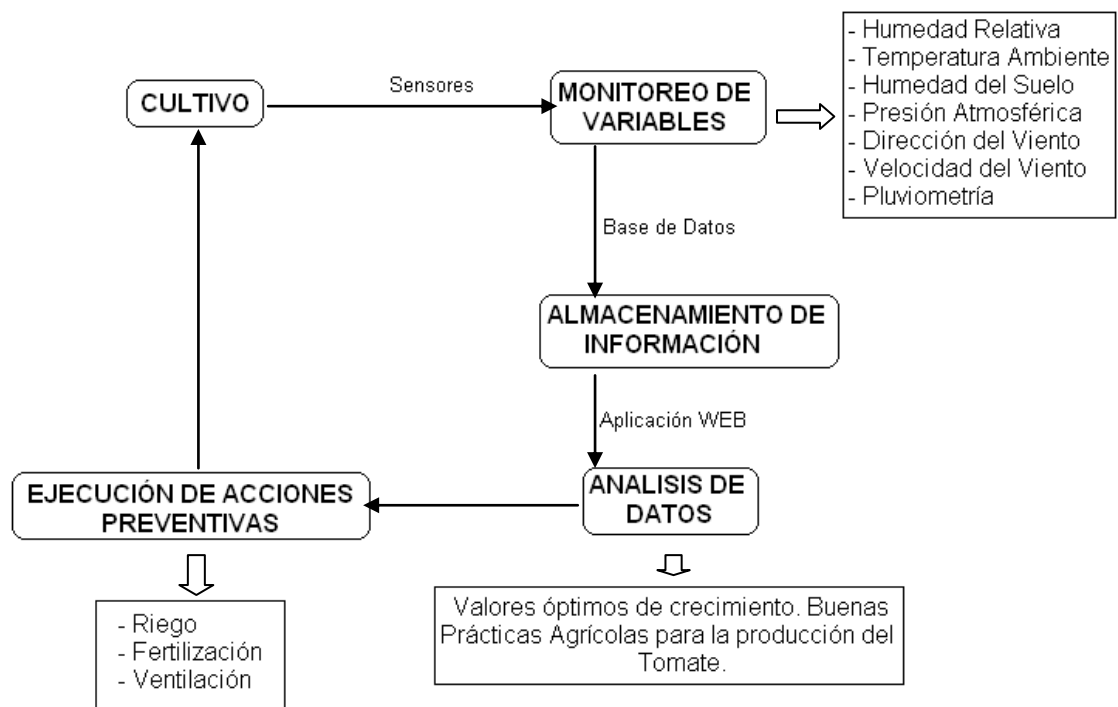 CULTIVO
Sensores
MONITOREO DE
VARIABLES
- Humedad Relativa
- Temperatura Ambiente
- Humedad del Suelo
- Presión Atmosférica
- Dirección del Viento
- Velocidad del Viento
- Pluviometría
Base de Datos
ALMACENAMIENTO DE
INFORMACIÓN
Aplicación WEB
ANALISIS DE
DATOS
EJECUCIÓN DE ACCIONES
PREVENTIVAS
- Riego
- Fertilización
- Ventilación
Valores óptimos de crecimiento. Buenas
Prácticas Agrícolas para la producción del
Tomate.